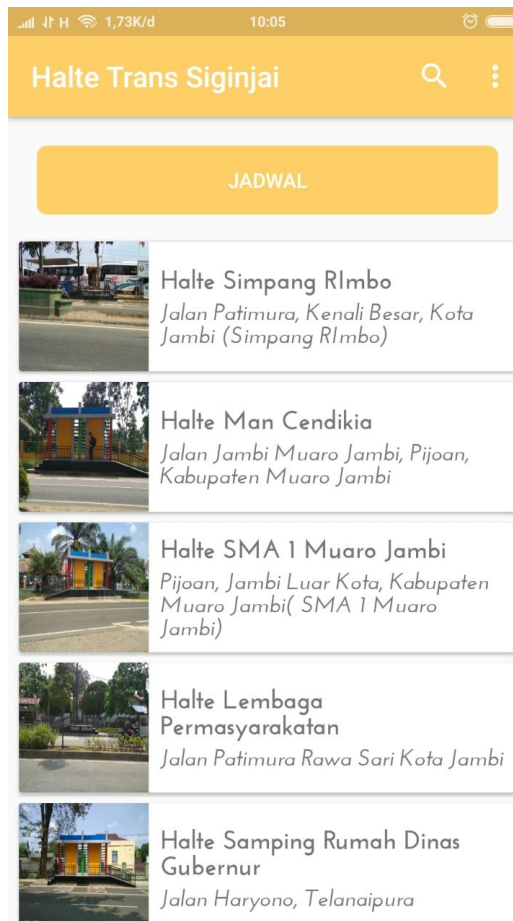 H 1,73K/d 10:05
Halte Trans Siginjai
JADWAL
Halte Simpang RImbo
Jalan Patimura, Kenali Besar, Kota
Jambi (Simpang RImbo)
Halte Man Cendikia
Jalan Jambi Muaro Jambi, Pijoan,
Kabupaten Muaro Jambi
Halte SMA 1 Muaro Jambi
Pijoan, Jambi Luar Kota, Kabupaten
Muaro Jambi( SMA 1 Muaro
Jambi)
Halte Lembaga
Permasyarakatan
Jalan Patimura Rawa Sari Kota Jambi
Halte Samping Rumah Dinas
Gubernur
Jalan Haryono, Telanaipura